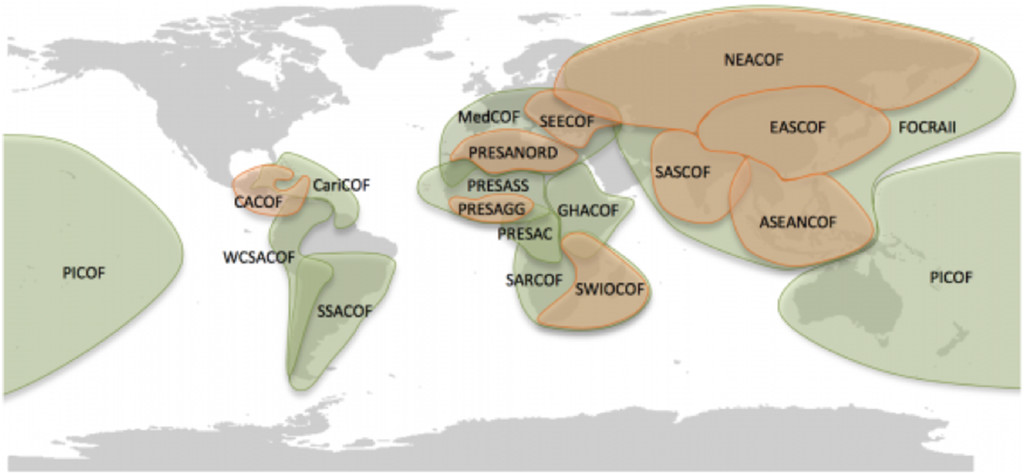 NEACOF
MedCOF
SEECOF
EASCOF
FOCRAII
PRESANORD
SASCOF
CariCOF
PRESASS
CACOF
PRESAGG
GHACOF
ASEANCOF
PRESAC
WCSACOF
PICOF
SARCOF
SWIOCOF
PICOF
SSACOF